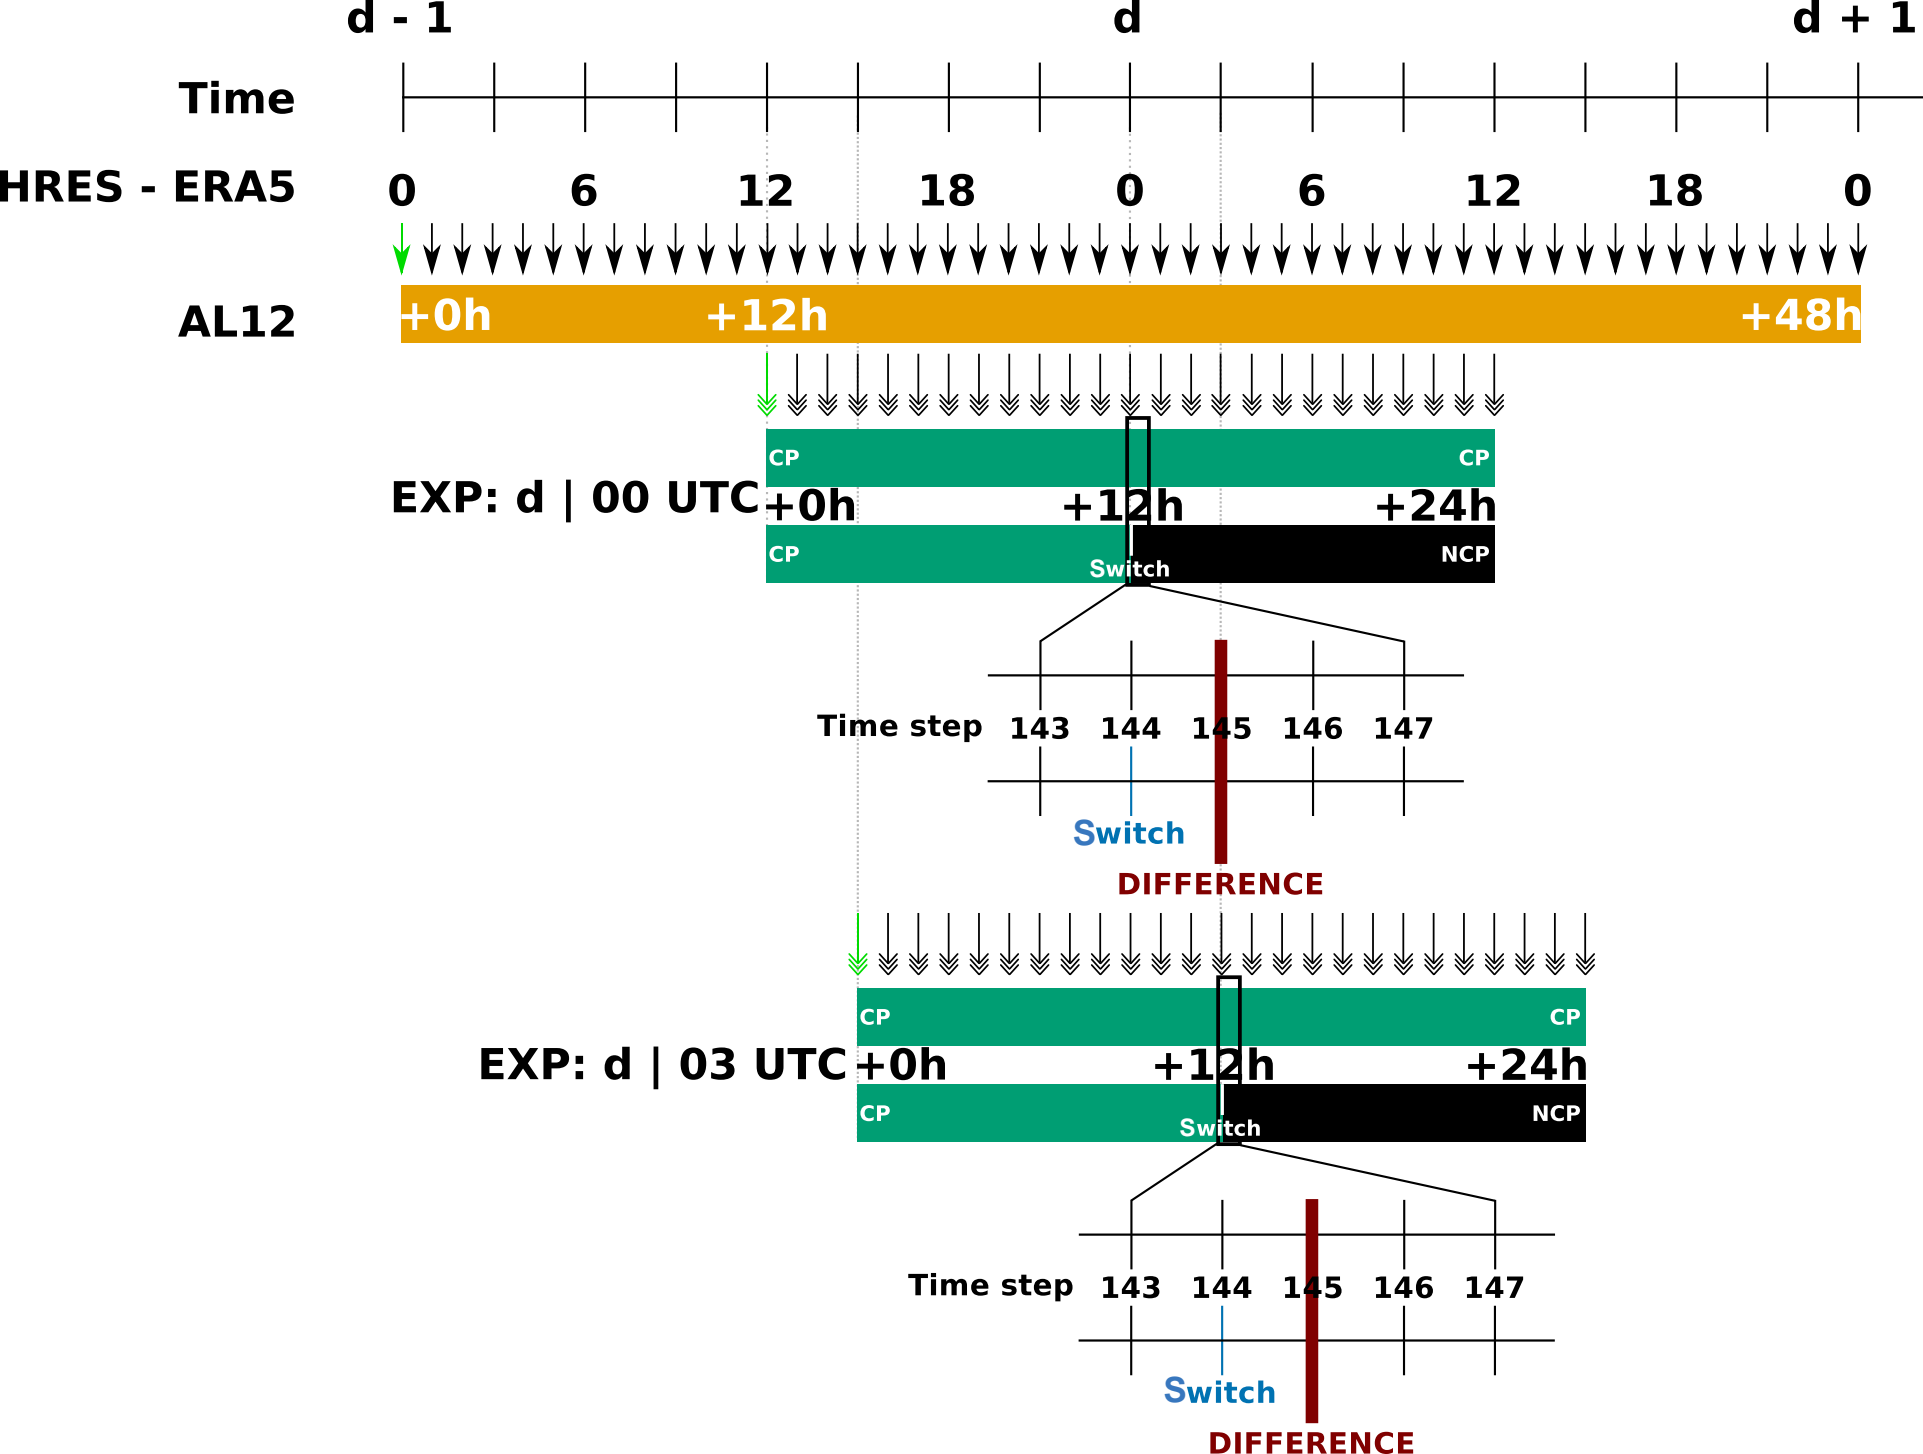 d - 1 d d + 1
Time
HRES - ERA5 0 6 12 18 0 6 12 18 0
AL12 +0h +12h +48h
CP CP
EXP: d | 00 UTC +0h +12h +24h
CP Switch NCP
Time step 143 144 145 146 147
Switch
DIFFERENCE
CP CP
EXP: d | 03 UTC +0h +12h +24h
CP Switch NCP
Time step 143 144 145 146 147
Switch
DIFFERENCE